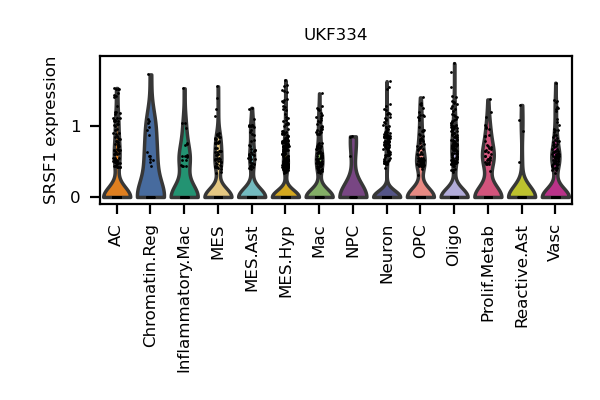 UKF334
SRSF1 expression
1
0
AC
Chromatin.Reg
Inflammatory.Mac
MES
MES.Ast
MES.Hyp
Mac
NPC
Neuron
OPC
Oligo
Prolif.Metab
Reactive.Ast
Vasc